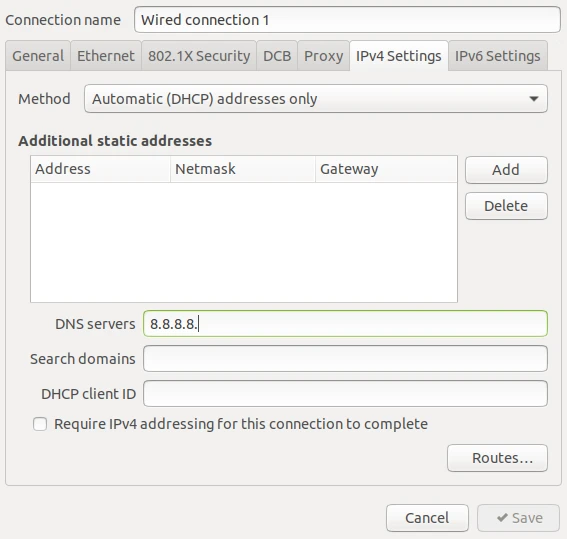 Connection name Wired connection 1
General Ethernet 802.1X Security DCB Proxy IPv4 Settings IPv6 Settings
Method Automatic (DHCP) addresses only
Additional static addresses
Address Netmask Gateway Add
Delete
DNS servers 8.8.8.8.
Search domains
DHCP client ID
Require IPv4 addressing for this connection to complete
Routes...
Cancel Save